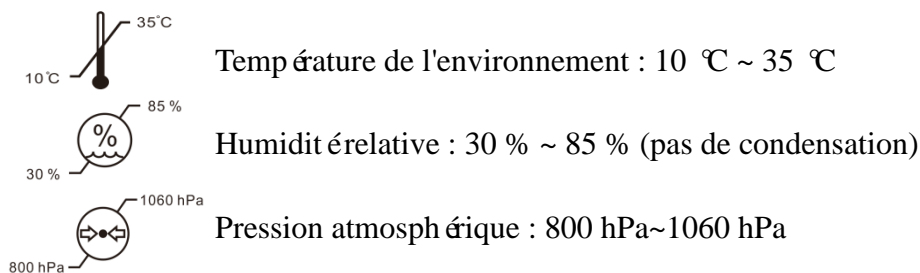 35°C
10°C
Température de l'environnement : 10 ℃ ~ 35 ℃
85 %
%
30 %
Humidité relative : 30 % ~ 85 % (pas de condensation)
1060 hPa
800 hPa
Pression atmosphérique : 800 hPa~1060 hPa